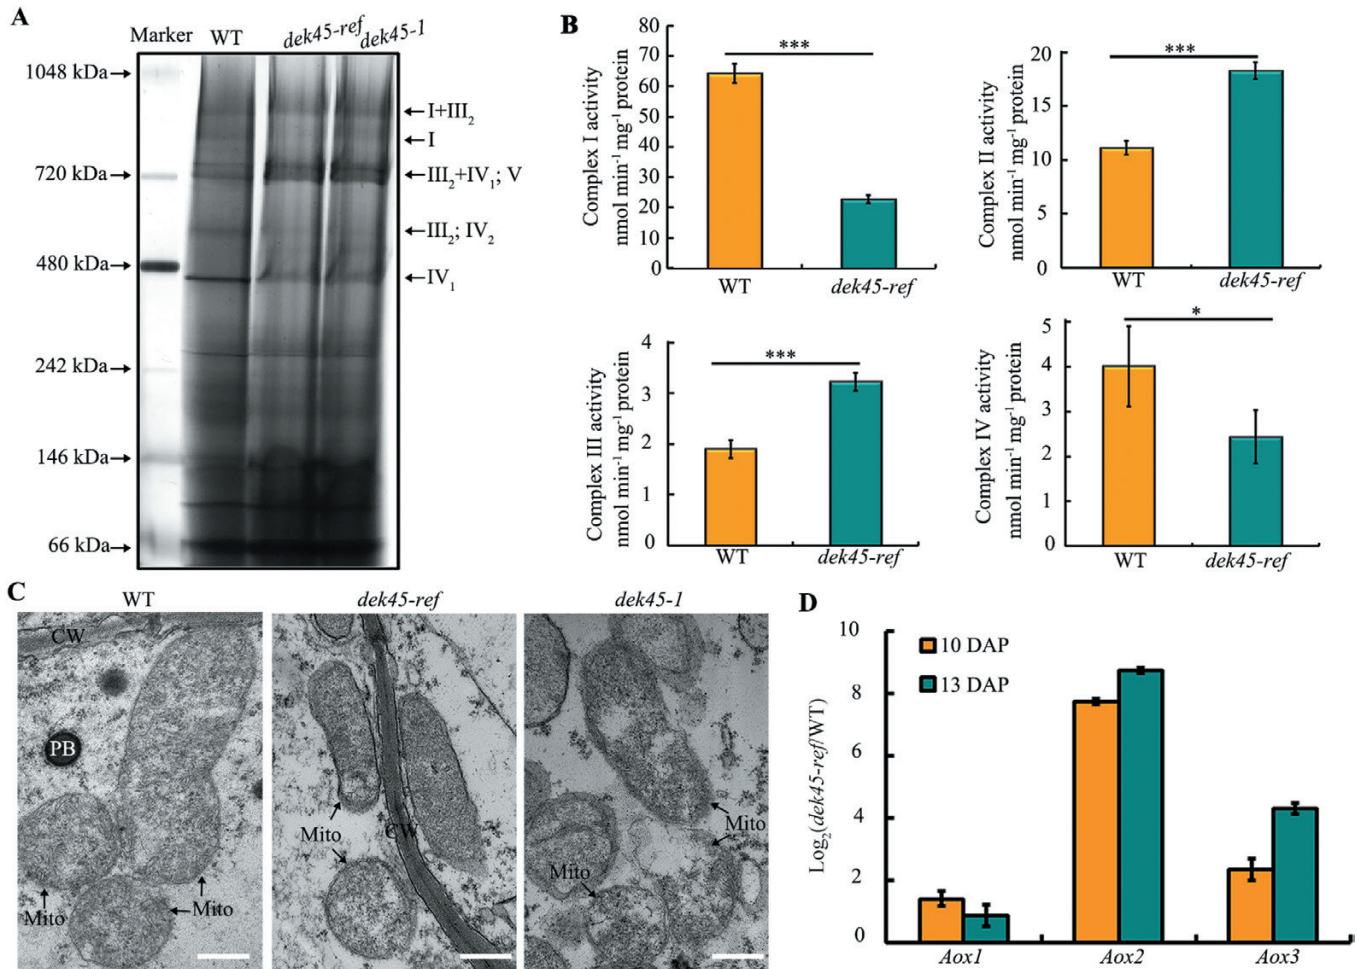 A
Marker WT dek45-ref dek45-1
1048 kDa
720 kDa
480 kDa
242 kDa
146 kDa
66 kDa
I+III₂
I
III₂+IV₁; V
III₂; IV₂
IV₁
B
Complex I activity
nmol min⁻¹ mg⁻¹ protein
80
70
60
50
40
30
20
10
0
***
WT dek45-ref
Complex II activity
nmol min⁻¹ mg⁻¹ protein
20
15
10
5
0
***
WT dek45-ref
Complex III activity
nmol min⁻¹ mg⁻¹ protein
4
3
2
1
0
***
WT dek45-ref
Complex IV activity
nmol min⁻¹ mg⁻¹ protein
5
4
3
2
1
0
*
WT dek45-ref
C
WT
CW
PB
Mito
Mito
dek45-ref
Mito
CW
dek45-1
Mito
Mito
D
Log₂(dek45-ref/WT)
10
8
6
4
2
0
10 DAP
13 DAP
Aox1 Aox2 Aox3